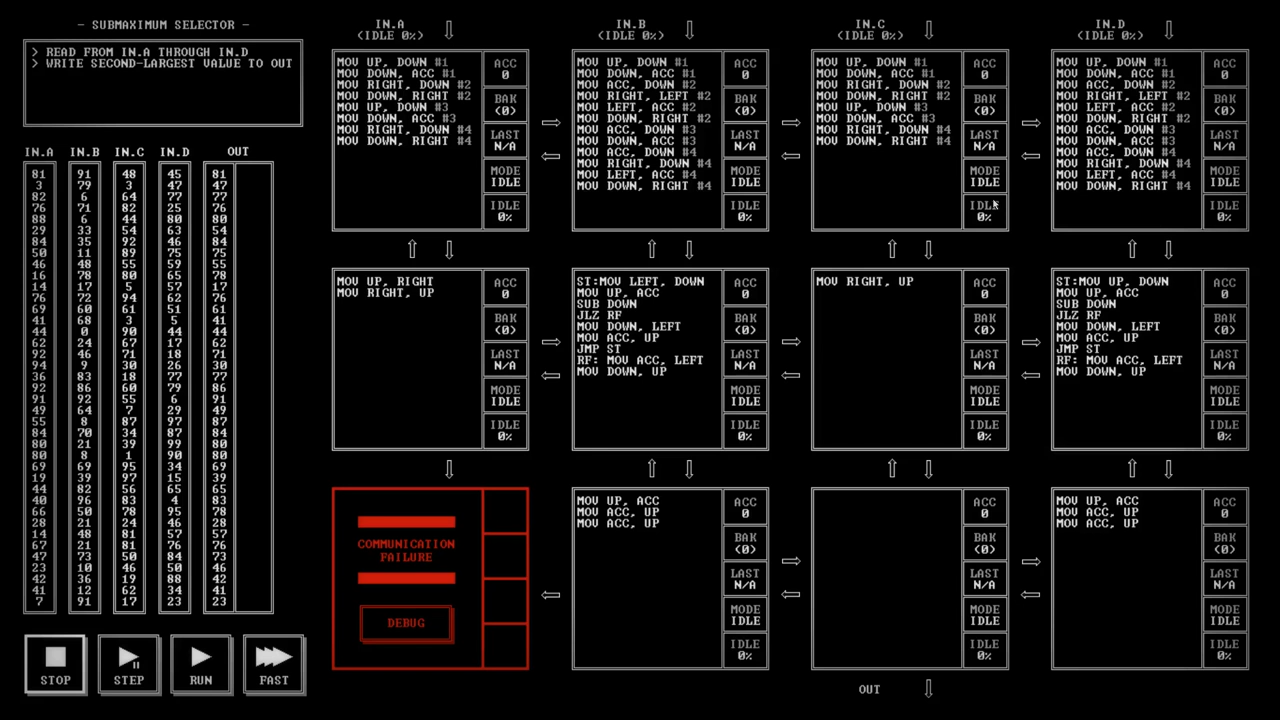 - SUBMAXIMUM SELECTOR -
> READ FROM IN.A THROUGH IN.D
> WRITE SECOND-LARGEST VALUE TO OUT
IN.A IN.B IN.C IN.D OUT
81 91 48 45 81
3 79 3 47 47
82 6 64 77 77
76 71 82 25 76
88 6 44 80 80
29 33 54 63 54
84 35 92 46 84
50 11 89 75 75
46 48 55 59 55
16 78 80 65 78
14 17 5 57 17
76 72 94 62 76
69 60 61 51 61
41 68 3 5 41
44 0 90 44 44
62 24 67 17 62
92 46 71 18 71
94 9 30 26 30
36 83 18 77 77
92 86 60 79 86
91 92 55 6 91
49 64 7 29 49
55 8 87 97 87
84 70 34 87 84
80 21 39 99 80
80 8 1 90 80
69 69 95 34 69
19 39 97 15 39
44 82 56 65 65
40 96 83 4 83
66 50 78 95 78
28 21 24 46 28
14 48 81 57 57
67 21 81 76 76
47 73 50 84 73
23 10 46 50 46
42 36 19 88 42
41 12 62 34 41
7 91 17 23 23
STOP STEP RUN FAST
IN.A
(IDLE 0%)
IN.B
(IDLE 0%)
IN.C
(IDLE 0%)
IN.D
(IDLE 0%)
MOV UP, DOWN #1
MOV DOWN, ACC #1
MOV RIGHT, DOWN #2
MOV DOWN, RIGHT #2
MOV UP, DOWN #3
MOV DOWN, ACC #3
MOV RIGHT, DOWN #4
MOV DOWN, RIGHT #4
ACC
0
BAK
(0)
LAST
N/A
MODE
IDLE
IDLE
0%
MOV UP, DOWN #1
MOV DOWN, ACC #1
MOV ACC, DOWN #2
MOV RIGHT, LEFT #2
MOV LEFT, ACC #2
MOV DOWN, RIGHT #2
MOV ACC, DOWN #3
MOV DOWN, ACC #3
MOV ACC, DOWN #4
MOV RIGHT, DOWN #4
MOV LEFT, ACC #4
MOV DOWN, RIGHT #4
ACC
0
BAK
(0)
LAST
N/A
MODE
IDLE
IDLE
0%
MOV UP, DOWN #1
MOV DOWN, ACC #1
MOV RIGHT, DOWN #2
MOV DOWN, RIGHT #2
MOV UP, DOWN #3
MOV DOWN, ACC #3
MOV RIGHT, DOWN #4
MOV DOWN, RIGHT #4
ACC
0
BAK
(0)
LAST
N/A
MODE
IDLE
IDLE
0%
MOV UP, DOWN #1
MOV DOWN, ACC #1
MOV ACC, DOWN #2
MOV RIGHT, LEFT #2
MOV LEFT, ACC #2
MOV DOWN, RIGHT #2
MOV ACC, DOWN #3
MOV DOWN, ACC #3
MOV ACC, DOWN #4
MOV RIGHT, DOWN #4
MOV LEFT, ACC #4
MOV DOWN, RIGHT #4
ACC
0
BAK
(0)
LAST
N/A
MODE
IDLE
IDLE
0%
MOV UP, RIGHT
MOV RIGHT, UP
ACC
0
BAK
(0)
LAST
N/A
MODE
IDLE
IDLE
0%
ST:MOV LEFT, DOWN
MOV UP, ACC
SUB DOWN
JLZ RF
MOV DOWN, LEFT
MOV ACC, UP
JMP ST
RF: MOV ACC, LEFT
MOV DOWN, UP
ACC
0
BAK
(0)
LAST
N/A
MODE
IDLE
IDLE
0%
MOV RIGHT, UP
ACC
0
BAK
(0)
LAST
N/A
MODE
IDLE
IDLE
0%
ST:MOV UP, DOWN
MOV UP, ACC
SUB DOWN
JLZ RF
MOV DOWN, LEFT
MOV ACC, UP
JMP ST
RF: MOV ACC, LEFT
MOV DOWN, UP
ACC
0
BAK
(0)
LAST
N/A
MODE
IDLE
IDLE
0%
COMMUNICATION
FAILURE
DEBUG
MOV UP, ACC
MOV ACC, UP
MOV ACC, UP
ACC
0
BAK
(0)
LAST
N/A
MODE
IDLE
IDLE
0%
ACC
0
BAK
(0)
LAST
N/A
MODE
IDLE
IDLE
0%
MOV UP, ACC
MOV ACC, UP
MOV ACC, UP
ACC
0
BAK
(0)
LAST
N/A
MODE
IDLE
IDLE
0%
OUT